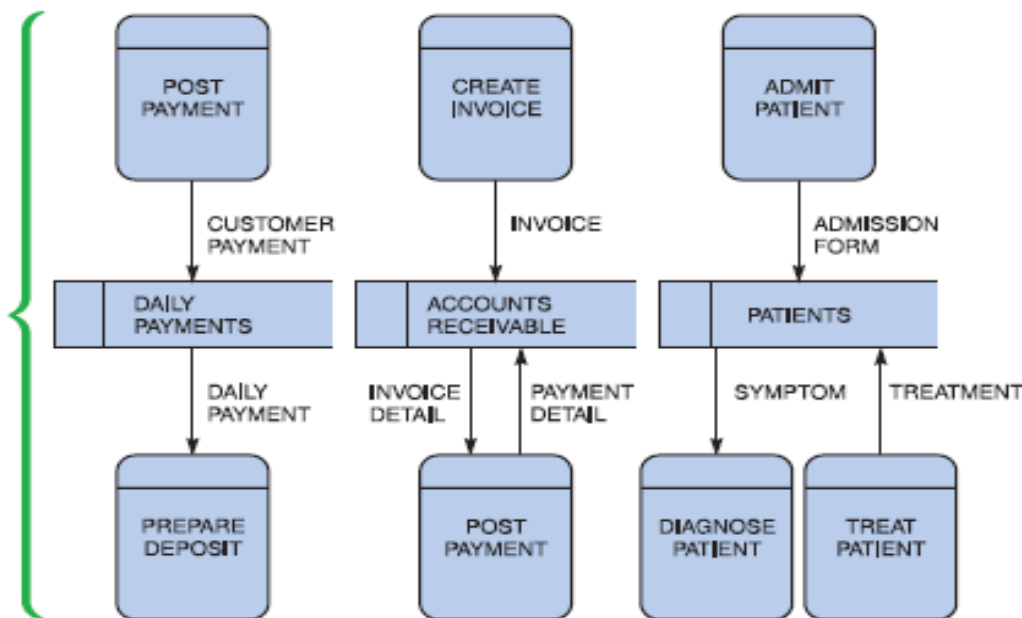 POST
PAYMENT
CREATE
INVOICE
ADMIT
PATIENT
CUSTOMER
PAYMENT
INVOICE
ADMISSION
FORM
DAILY
PAYMENTS
ACCOUNTS
RECEIVABLE
PATIENTS
DAILY
PAYMENT
INVOICE
DETAIL
PAYMENT
DETAIL
SYMPTOM
TREATMENT
PREPARE
DEPOSIT
POST
PAYMENT
DIAGNOSE
PATIENT
TREAT
PATIENT